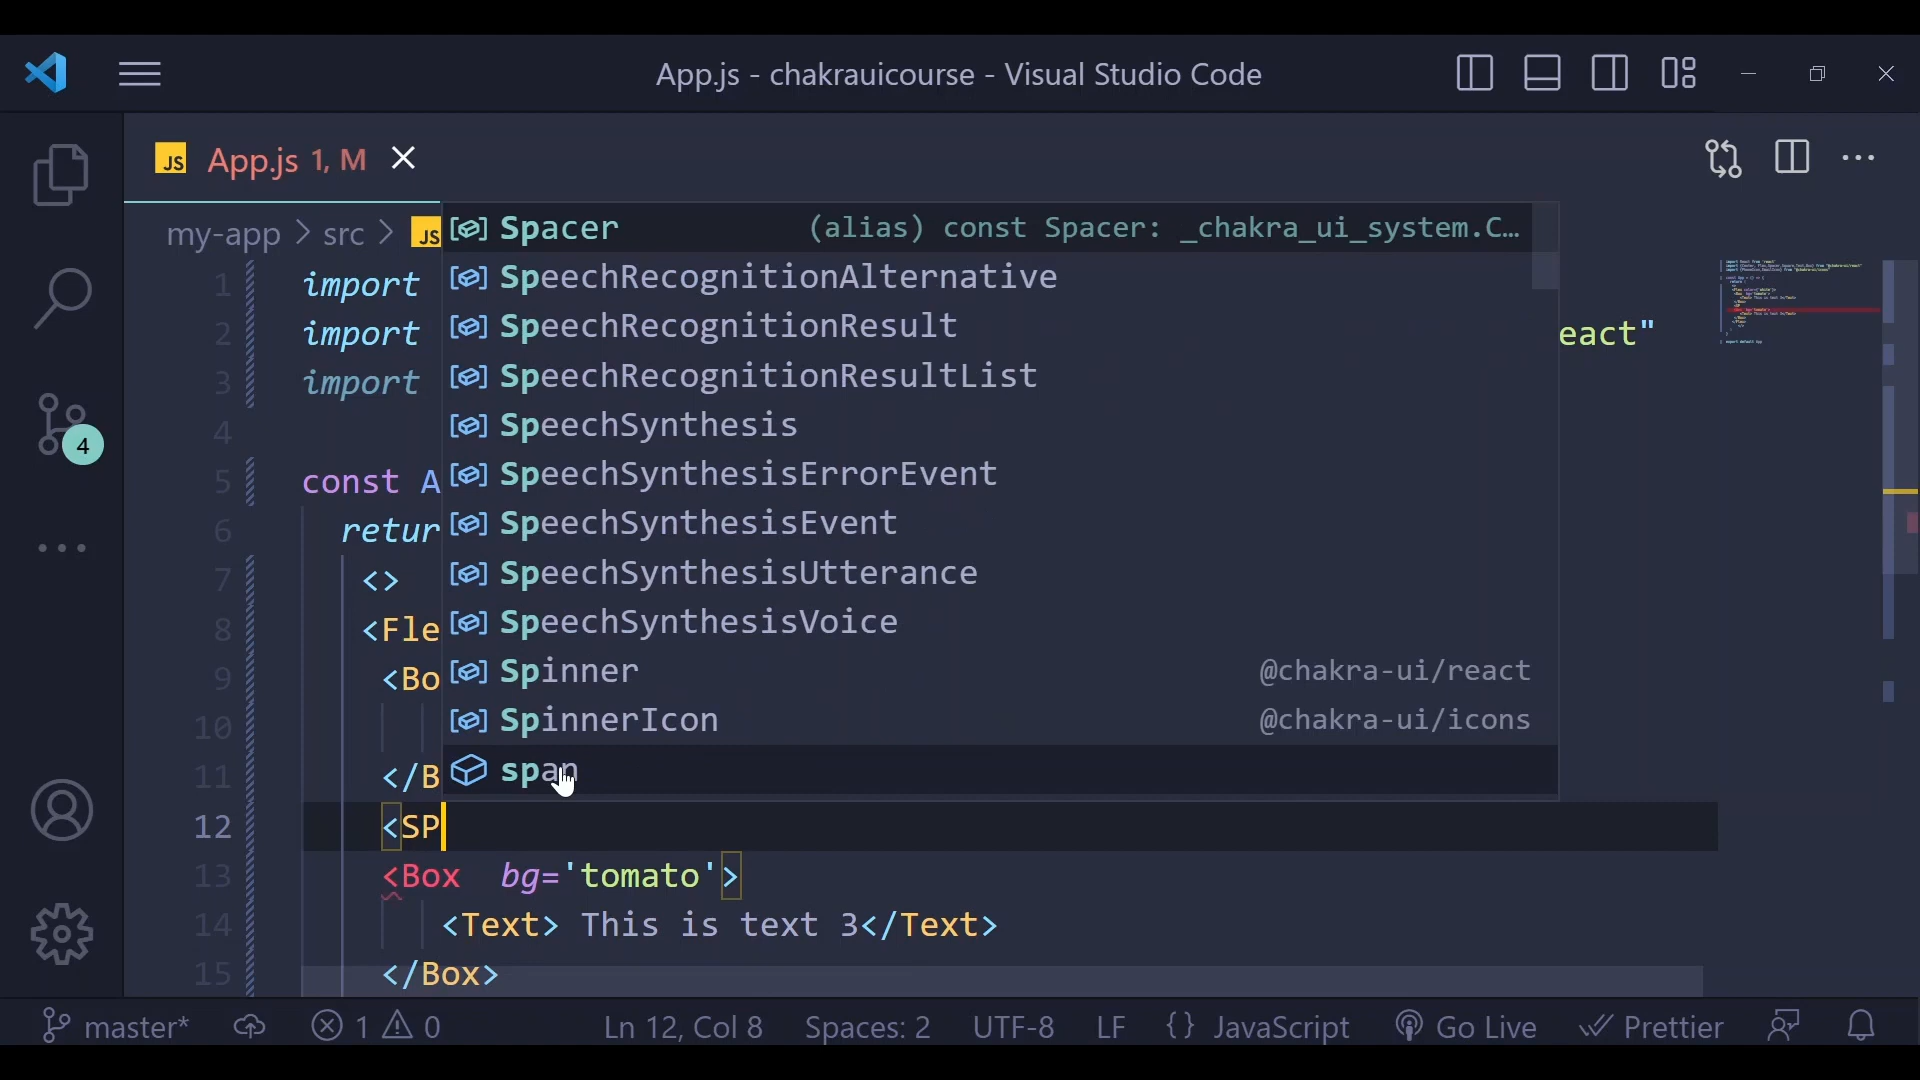 App.js - chakrauicourse - Visual Studio Code
JS App.js 1, M
my-app > src > JS
Spacer (alias) const Spacer: _chakra_ui_system.C…
SpeechRecognitionAlternative
1 import
SpeechRecognitionResult
2 import eact"
SpeechRecognitionResultList
3 import
SpeechSynthesis
4
SpeechSynthesisErrorEvent
5 const A
SpeechSynthesisEvent
6 retur
SpeechSynthesisUtterance
7 <>
SpeechSynthesisVoice
8 <Fle
Spinner @chakra-ui/react
9 <Bo
SpinnerIcon @chakra-ui/icons
10
span
11 </B
12 <SP
13 <Box bg='tomato'>
14 <Text> This is text 3</Text>
15 </Box>
4
master* 1 0 Ln 12, Col 8 Spaces: 2 UTF-8 LF {} JavaScript Go Live Prettier